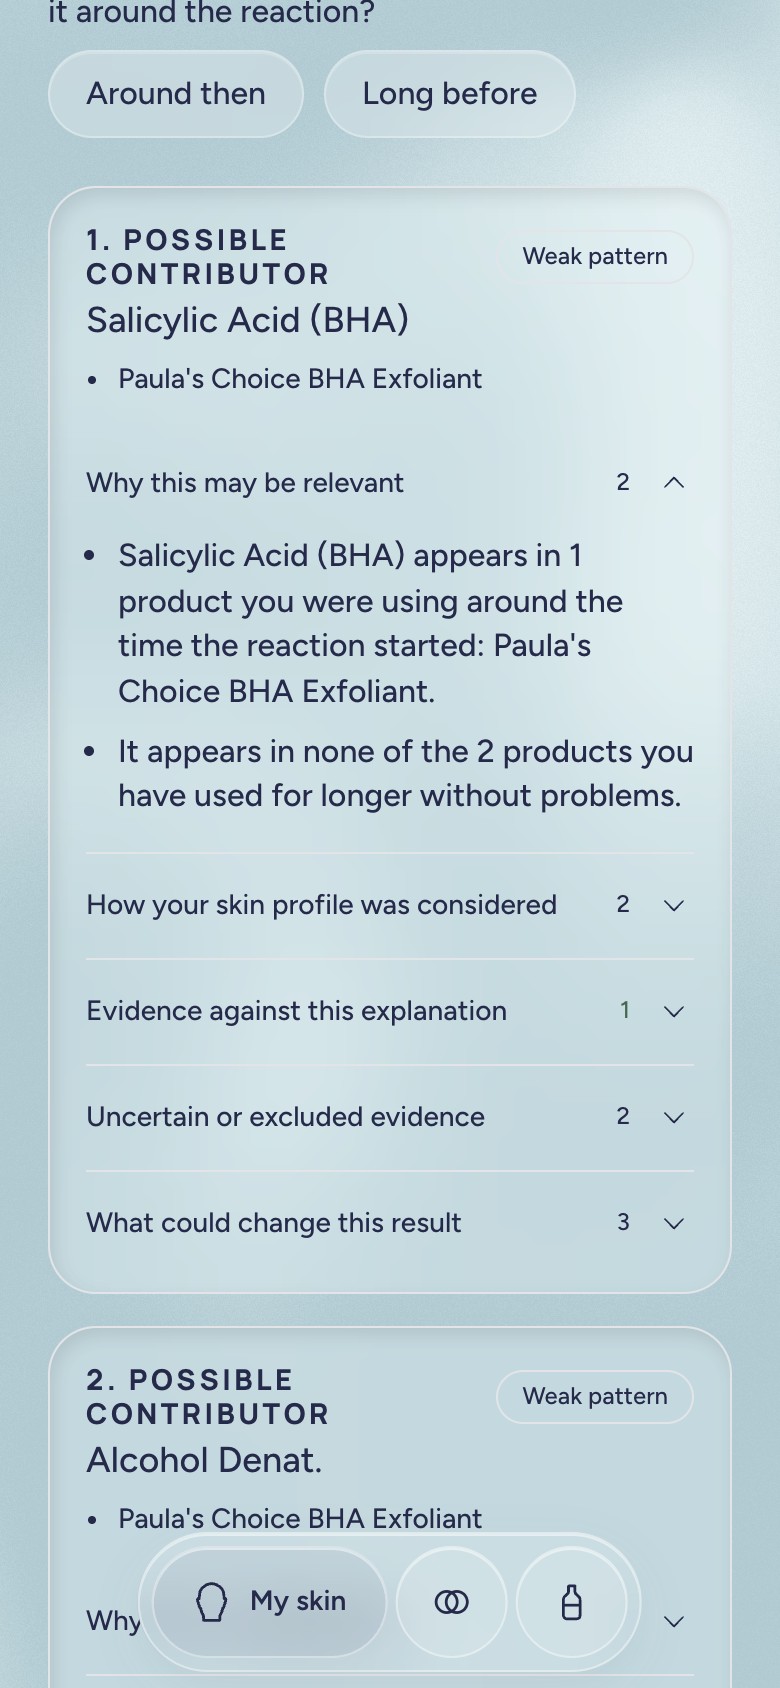 it around the reaction?
Around then
Long before
1. POSSIBLE
CONTRIBUTOR
Weak pattern
Salicylic Acid (BHA)
• Paula's Choice BHA Exfoliant
Why this may be relevant 2
• Salicylic Acid (BHA) appears in 1
product you were using around the
time the reaction started: Paula's
Choice BHA Exfoliant.
• It appears in none of the 2 products you
have used for longer without problems.
How your skin profile was considered 2
Evidence against this explanation 1
Uncertain or excluded evidence 2
What could change this result 3
2. POSSIBLE
CONTRIBUTOR
Weak pattern
Alcohol Denat.
• Paula's Choice BHA Exfoliant
Why
My skin